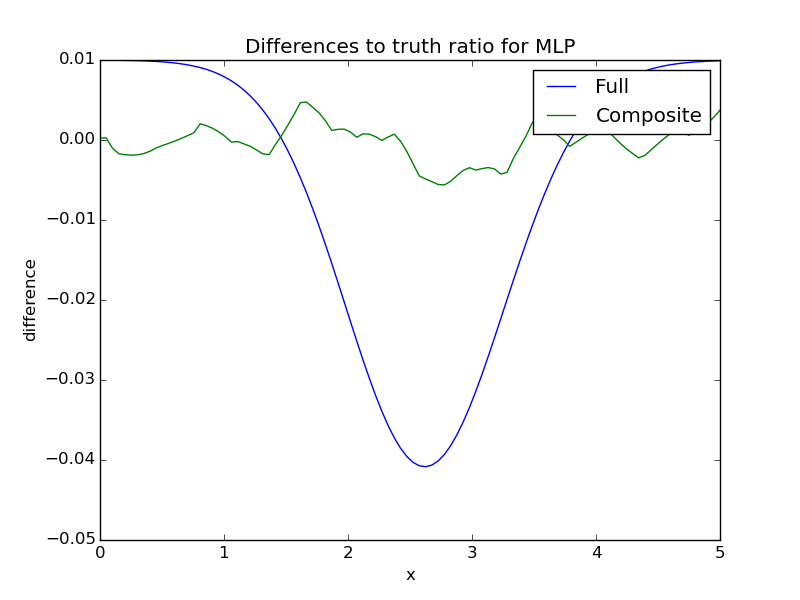 Differences to truth ratio for MLP
0.01
0.00
−0.01
−0.02
−0.03
−0.04
−0.05
difference
Full
Composite
0 1 2 3 4 5
x